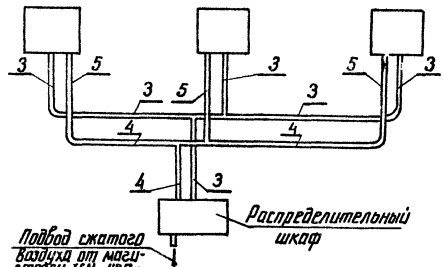 3 5 5 3 5 3
3 3
4 4
4 3
Распределительный
шкаф
Подвод сжатого
воздуха от маги-